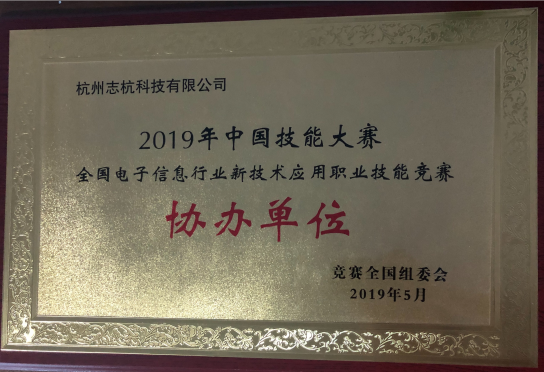 杭州志杭科技有限公司
2019年中国技能大赛
全国电子信息行业新技术应用职业技能竞赛
协办单位
竞赛全国组委会
2019年5月